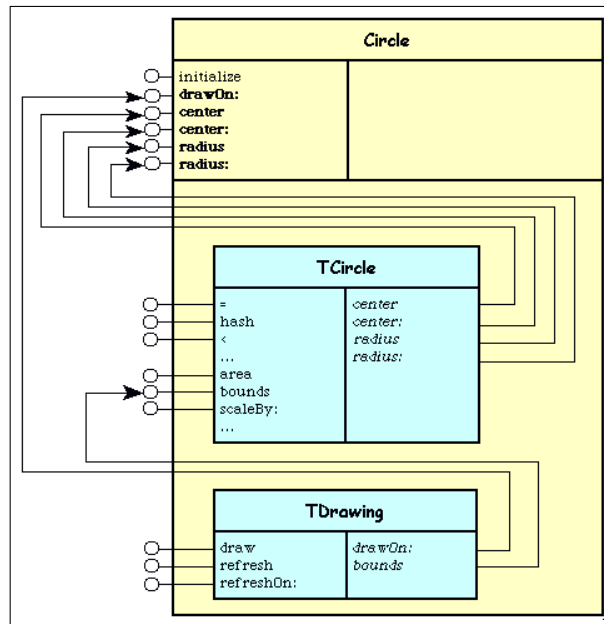 Circle
initialize
drawOn:
center
center:
radius
radius:
TCircle
= center
hash center:
< radius
... radius:
area
bounds
scaleBy:
...
TDrawing
draw drawOn:
refresh bounds
refreshOn: